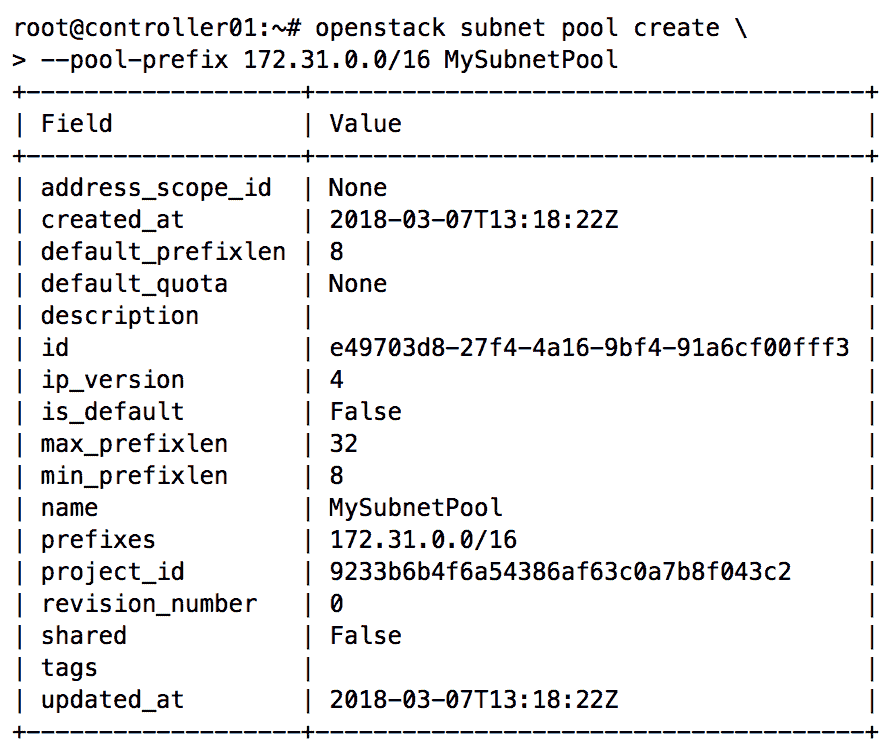 root@controller01:~# openstack subnet pool create \
> --pool-prefix 172.31.0.0/16 MySubnetPool
+-------------------+--------------------------------------+
| Field             | Value                                |
+-------------------+--------------------------------------+
| address_scope_id  | None                                 |
| created_at        | 2018-03-07T13:18:22Z                 |
| default_prefixlen | 8                                    |
| default_quota     | None                                 |
| description       |                                      |
| id                | e49703d8-27f4-4a16-9bf4-91a6cf00fff3 |
| ip_version        | 4                                    |
| is_default        | False                                |
| max_prefixlen     | 32                                   |
| min_prefixlen     | 8                                    |
| name              | MySubnetPool                         |
| prefixes          | 172.31.0.0/16                        |
| project_id        | 9233b6b4f6a54386af63c0a7b8f043c2     |
| revision_number   | 0                                    |
| shared            | False                                |
| tags              |                                      |
| updated_at        | 2018-03-07T13:18:22Z                 |
+-------------------+--------------------------------------+